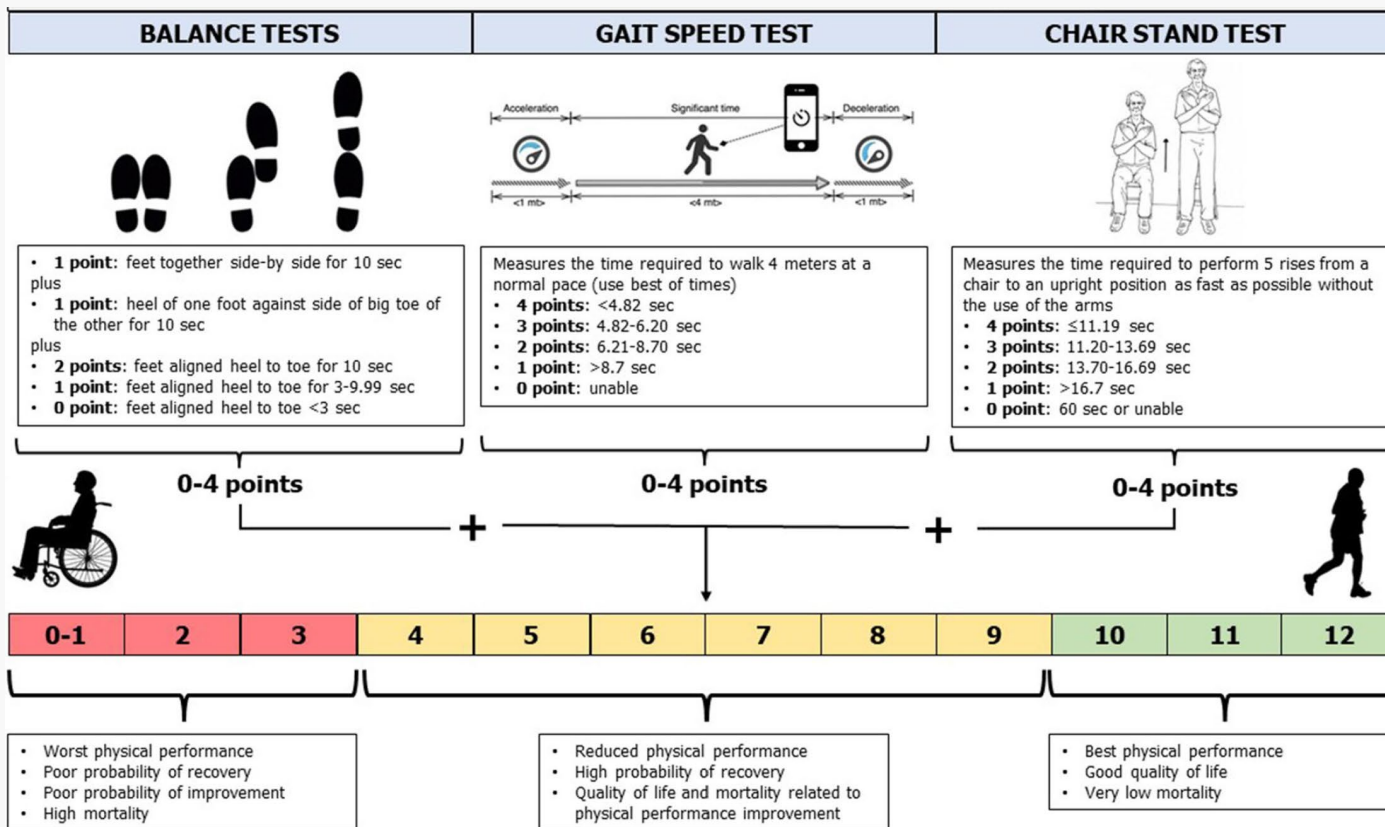 BALANCE TESTS
GAIT SPEED TEST
CHAIR STAND TEST
Acceleration
Significant time
Deceleration
<1 mt>
<4 mt>
<1 mt>
• 1 point: feet together side-by side for 10 sec
plus
• 1 point: heel of one foot against side of big toe of
the other for 10 sec
plus
• 2 points: feet aligned heel to toe for 10 sec
• 1 point: feet aligned heel to toe for 3-9.99 sec
• 0 point: feet aligned heel to toe <3 sec
Measures the time required to walk 4 meters at a
normal pace (use best of times)
• 4 points: <4.82 sec
• 3 points: 4.82-6.20 sec
• 2 points: 6.21-8.70 sec
• 1 point: >8.7 sec
• 0 point: unable
Measures the time required to perform 5 rises from a
chair to an upright position as fast as possible without
the use of the arms
• 4 points: ≤11.19 sec
• 3 points: 11.20-13.69 sec
• 2 points: 13.70-16.69 sec
• 1 point: >16.7 sec
• 0 point: 60 sec or unable
0-4 points
0-4 points
0-4 points
+
+
0-1 2 3 4 5 6 7 8 9 10 11 12
• Worst physical performance
• Poor probability of recovery
• Poor probability of improvement
• High mortality
• Reduced physical performance
• High probability of recovery
• Quality of life and mortality related to
physical performance improvement
• Best physical performance
• Good quality of life
• Very low mortality